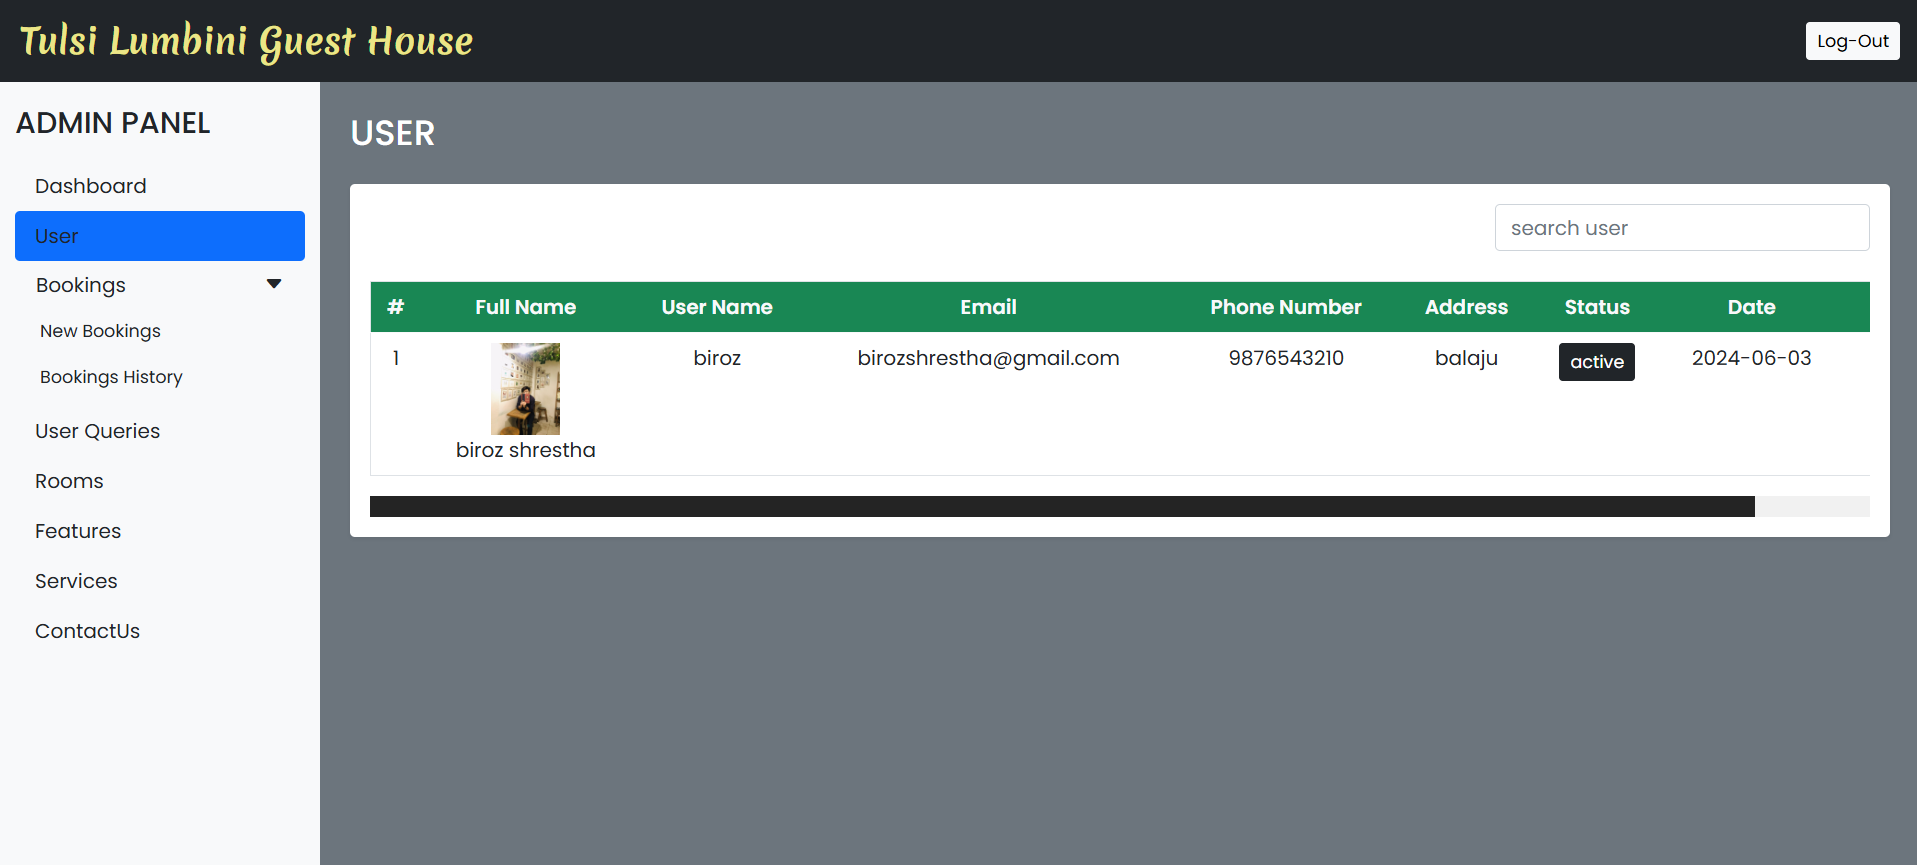 Tulsi Lumbini Guest House
Log-Out
ADMIN PANEL
Dashboard
User
Bookings
New Bookings
Bookings History
User Queries
Rooms
Features
Services
ContactUs
USER
search user
# Full Name User Name Email Phone Number Address Status Date
1 biroz birozshrestha@gmail.com 9876543210 balaju active 2024-06-03
biroz shrestha